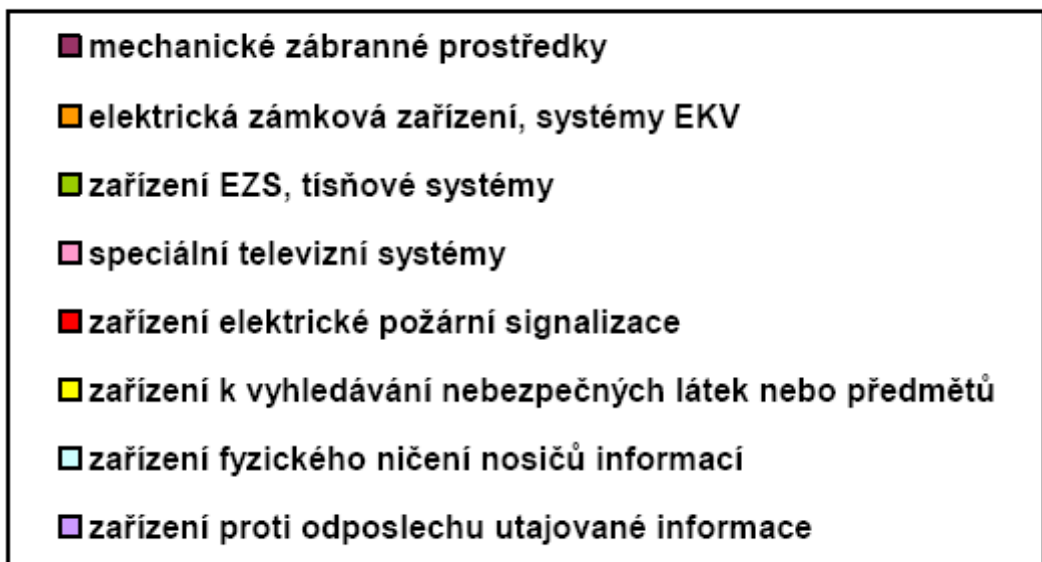 mechanické zábranné prostředky
elektrická zámková zařízení, systémy EKV
zařízení EZS, tísňové systémy
speciální televizní systémy
zařízení elektrické požární signalizace
zařízení k vyhledávání nebezpečných látek nebo předmětů
zařízení fyzického ničení nosičů informací
zařízení proti odposlechu utajované informace